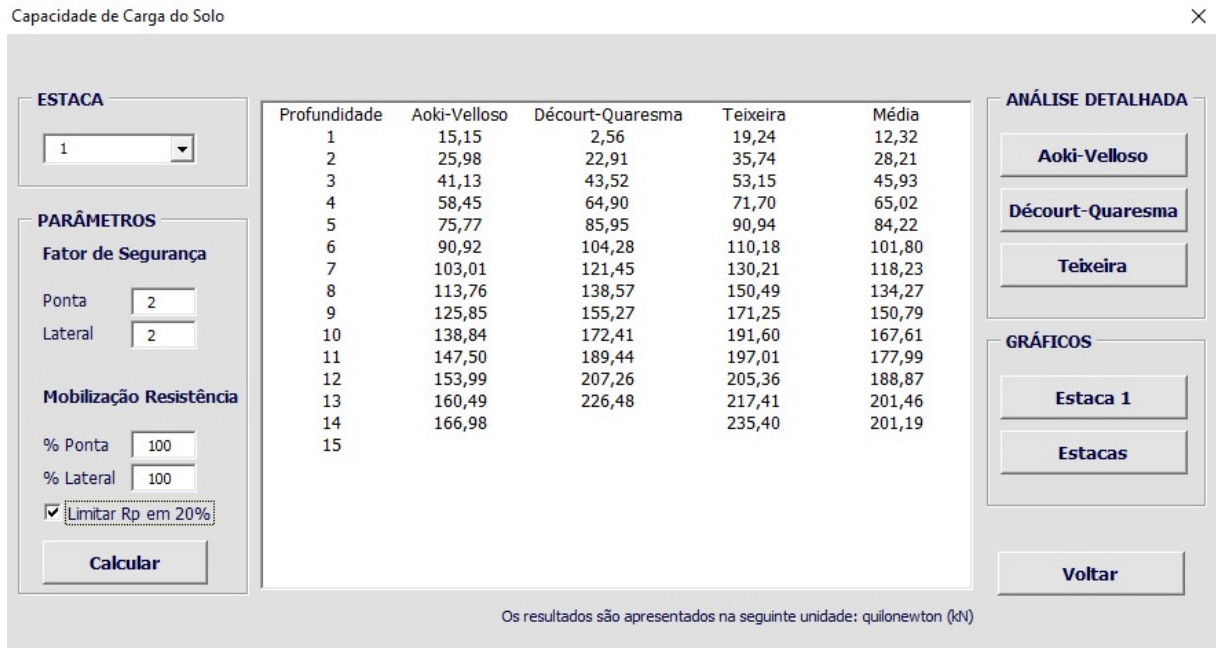 Capacidade de Carga do Solo
ESTACA
1
PARÂMETROS
Fator de Segurança
Ponta 2
Lateral 2
Mobilização Resistência
% Ponta 100
% Lateral 100
Limitar Rp em 20%
Calcular
Profundidade Aoki-Velloso Décourt-Quaresma Teixeira Média
1 15,15 2,56 19,24 12,32
2 25,98 22,91 35,74 28,21
3 41,13 43,52 53,15 45,93
4 58,45 64,90 71,70 65,02
5 75,77 85,95 90,94 84,22
6 90,92 104,28 110,18 101,80
7 103,01 121,45 130,21 118,23
8 113,76 138,57 150,49 134,27
9 125,85 155,27 171,25 150,79
10 138,84 172,41 191,60 167,61
11 147,50 189,44 197,01 177,99
12 153,99 207,26 205,36 188,87
13 160,49 226,48 217,41 201,46
14 166,98 235,40 201,19
15
Os resultados são apresentados na seguinte unidade: quilonewton (kN)
ANÁLISE DETALHADA
Aoki-Velloso
Décourt-Quaresma
Teixeira
GRÁFICOS
Estaca 1
Estacas
Voltar